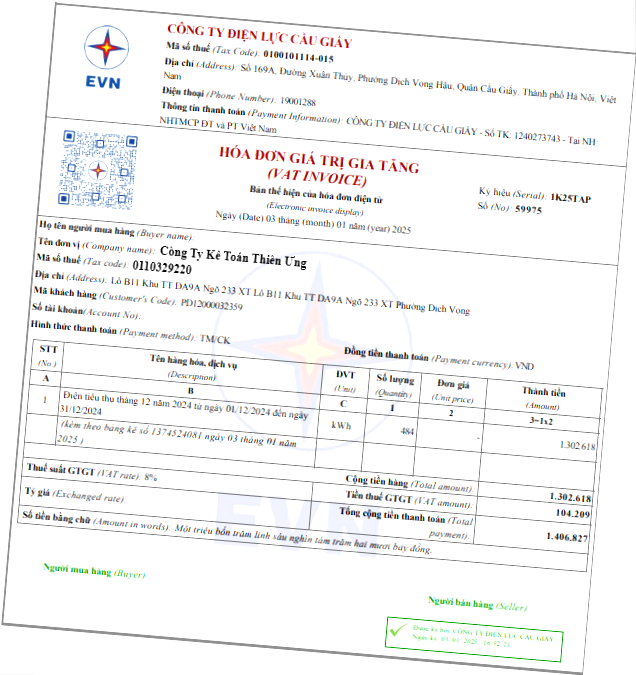 CÔNG TY ĐIỆN LỰC CẦU GIẤY
Mã số thuế (Tax Code): 0100101114-015
Địa chỉ (Address): Số 169A, Đường Xuân Thuỷ, Phường Dịch Vọng Hậu, Quận Cầu Giấy, Thành phố Hà Nội, Việt
Nam
Điện thoại (Phone Number): 19001288
Thông tin thanh toán (Payment Information): CÔNG TY ĐIỆN LỰC CẦU GIẤY - Số TK: 1240273743 - Tại NH
NHTMCP ĐT và PT Việt Nam
EVN
HÓA ĐƠN GIÁ TRỊ GIA TĂNG
(VAT INVOICE)
Bản thể hiện của hóa đơn điện tử
(Electronic invoice display)
Ngày (Date) 03 tháng (month) 01 năm (year) 2025
Ký hiệu (Serial): 1K25TAP
Số (No): 59975
Họ tên người mua hàng (Buyer name):
Tên đơn vị (Company name): Công Ty Kế Toán Thiên Ưng
Mã số thuế (Tax code): 0110329220
Địa chỉ (Address): Lô B11 Khu TT DA9A Ngõ 233 XT Lô B11 Khu TT DA9A Ngõ 233 XT Phường Dịch Vọng
Mã khách hàng (Customer's Code): PD12000032359
Số tài khoản(Account No):
Hình thức thanh toán (Payment method): TM/CK
Đồng tiền thanh toán (Payment currency): VND
STT Tên hàng hóa, dịch vụ ĐVT Số lượng Đơn giá Thành tiền
(No.) (Description) (Unit) (Quantity) (Unit price) (Amount)
A B C 1 2 3=1x2
1 Điện tiêu thụ tháng 12 năm 2024 từ ngày 01/12/2024 đến ngày
31/12/2024 kWh 484 - 1.302.618
(kèm theo bảng kê số 1374524081 ngày 03 tháng 01 năm
2025 )
Cộng tiền hàng (Total amount): 1.302.618
Thuế suất GTGT (VAT rate): 8% Tiền thuế GTGT (VAT amount): 104.209
Tỷ giá (Exchanged rate): Tổng cộng tiền thanh toán (Total
payment): 1.406.827
Số tiền bằng chữ (Amount in words): Một triệu bốn trăm linh sáu nghìn tám trăm hai mươi bảy đồng.
EVN
Người mua hàng (Buyer)
Người bán hàng (Seller)
Được ký bởi: CÔNG TY ĐIỆN LỰC CẦU GIẤY
Ngày ký: 03/01/2025 16:52:21